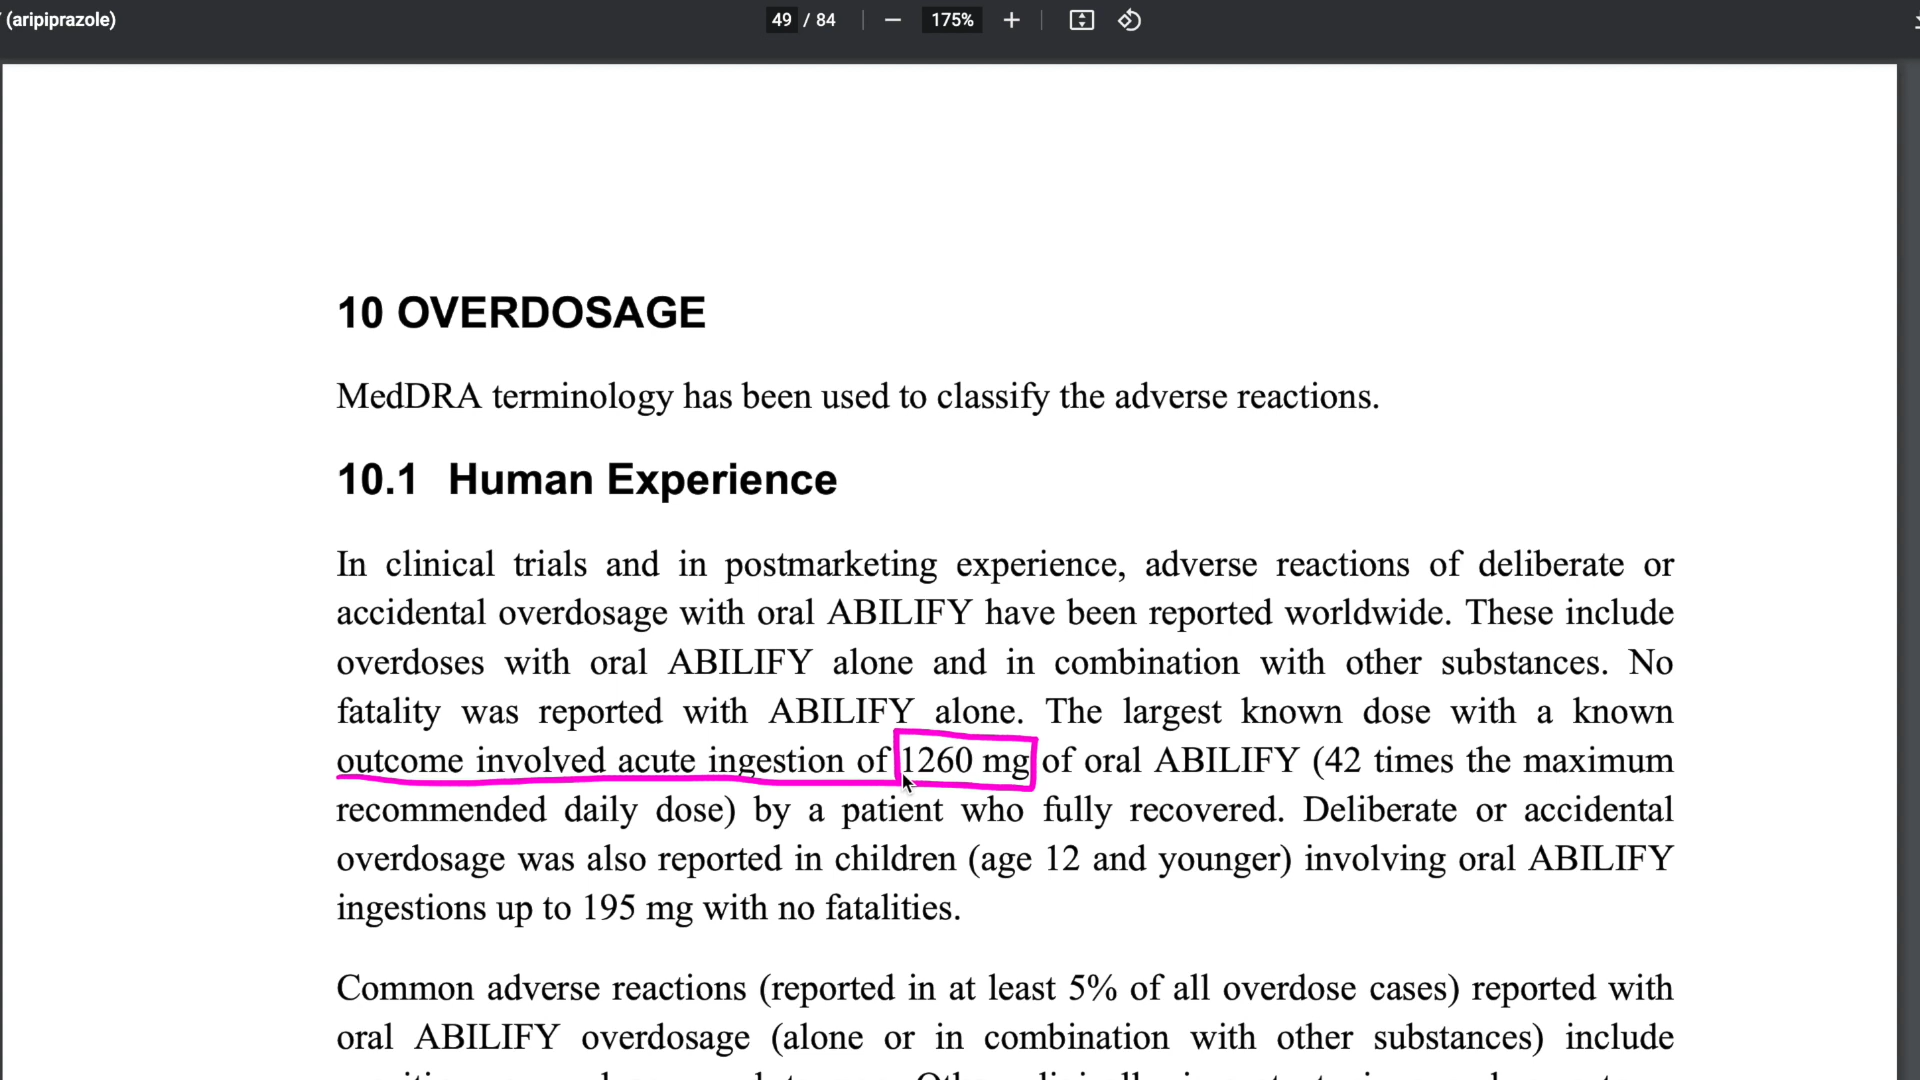 (aripiprazole)
49 / 84
175%
10 OVERDOSAGE
MedDRA terminology has been used to classify the adverse reactions.
10.1 Human Experience
In clinical trials and in postmarketing experience, adverse reactions of deliberate or
accidental overdosage with oral ABILIFY have been reported worldwide. These include
overdoses with oral ABILIFY alone and in combination with other substances. No
fatality was reported with ABILIFY alone. The largest known dose with a known
outcome involved acute ingestion of 1260 mg of oral ABILIFY (42 times the maximum
recommended daily dose) by a patient who fully recovered. Deliberate or accidental
overdosage was also reported in children (age 12 and younger) involving oral ABILIFY
ingestions up to 195 mg with no fatalities.
Common adverse reactions (reported in at least 5% of all overdose cases) reported with
oral ABILIFY overdosage (alone or in combination with other substances) include